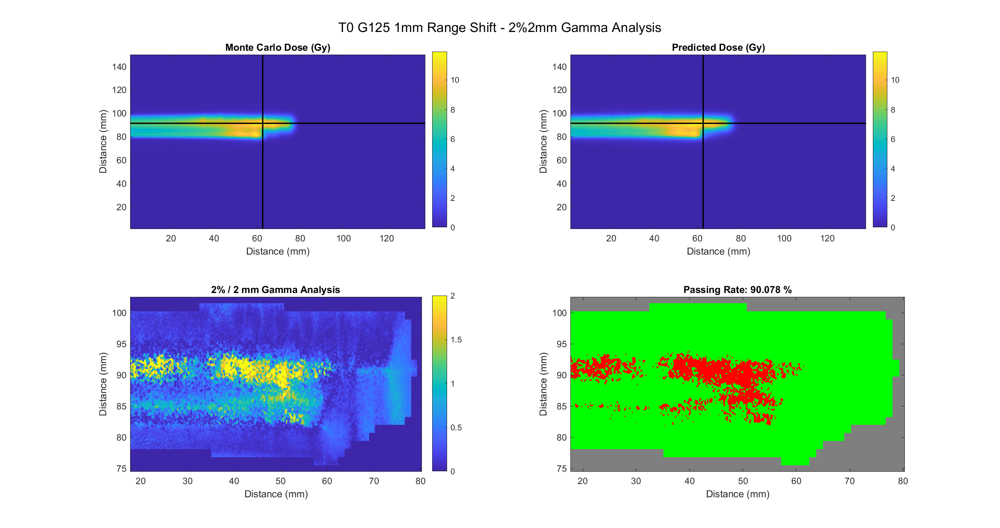 T0 G125 1mm Range Shift - 2%2mm Gamma Analysis
Monte Carlo Dose (Gy)
140
120
100
80
60
40
20
Distance (mm)
20 40 60 80 100 120
Distance (mm)
10
8
6
4
2
0
Predicted Dose (Gy)
140
120
100
80
60
40
20
Distance (mm)
20 40 60 80 100 120
Distance (mm)
10
8
6
4
2
0
2% / 2 mm Gamma Analysis
100
95
90
85
80
75
Distance (mm)
20 30 40 50 60 70 80
Distance (mm)
2
1.5
1
0.5
0
Passing Rate: 90.078 %
100
95
90
85
80
75
Distance (mm)
20 30 40 50 60 70 80
Distance (mm)